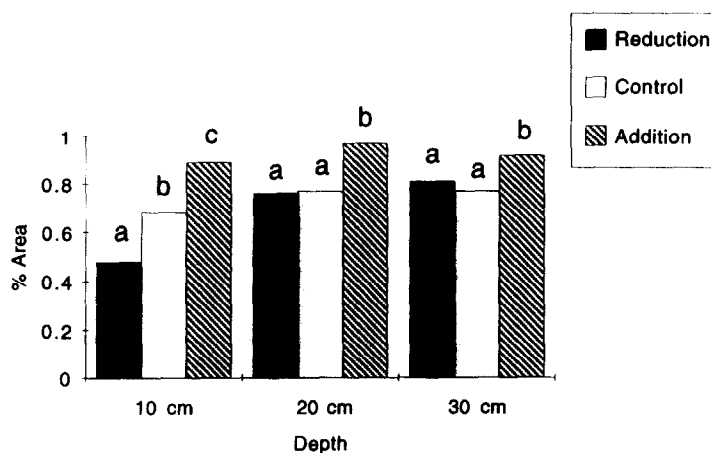 Reduction
Control
Addition
% Area
1
0.8
0.6
0.4
0.2
0
a
b
c
a
a
b
a
a
b
10 cm
20 cm
30 cm
Depth